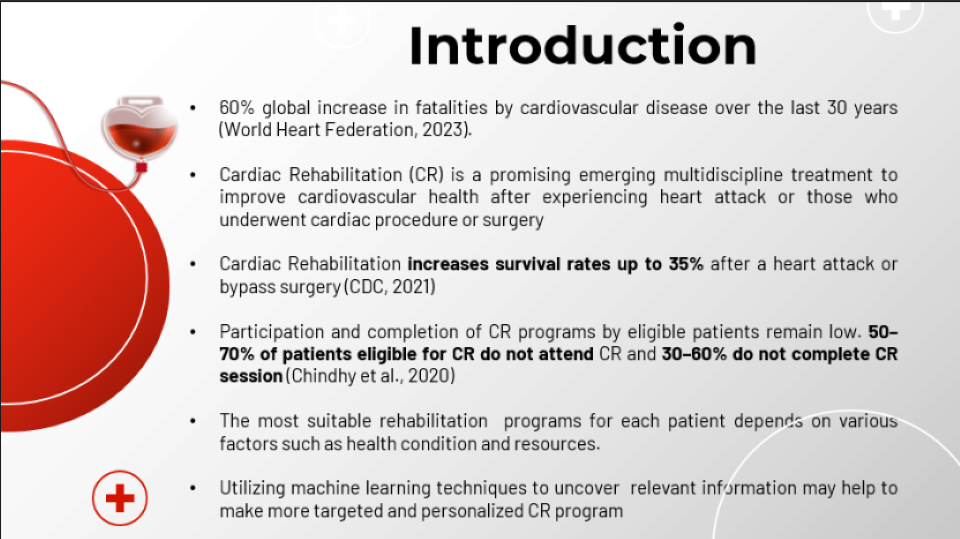 Introduction
• 60% global increase in fatalities by cardiovascular disease over the last 30 years
(World Heart Federation, 2023).
• Cardiac Rehabilitation (CR) is a promising emerging multidiscipline treatment to
improve cardiovascular health after experiencing heart attack or those who
underwent cardiac procedure or surgery
• Cardiac Rehabilitation increases survival rates up to 35% after a heart attack or
bypass surgery (CDC, 2021)
• Participation and completion of CR programs by eligible patients remain low. 50–
70% of patients eligible for CR do not attend CR and 30–60% do not complete CR
session (Chindhy et al., 2020)
• The most suitable rehabilitation programs for each patient depends on various
factors such as health condition and resources.
• Utilizing machine learning techniques to uncover relevant information may help to
make more targeted and personalized CR program